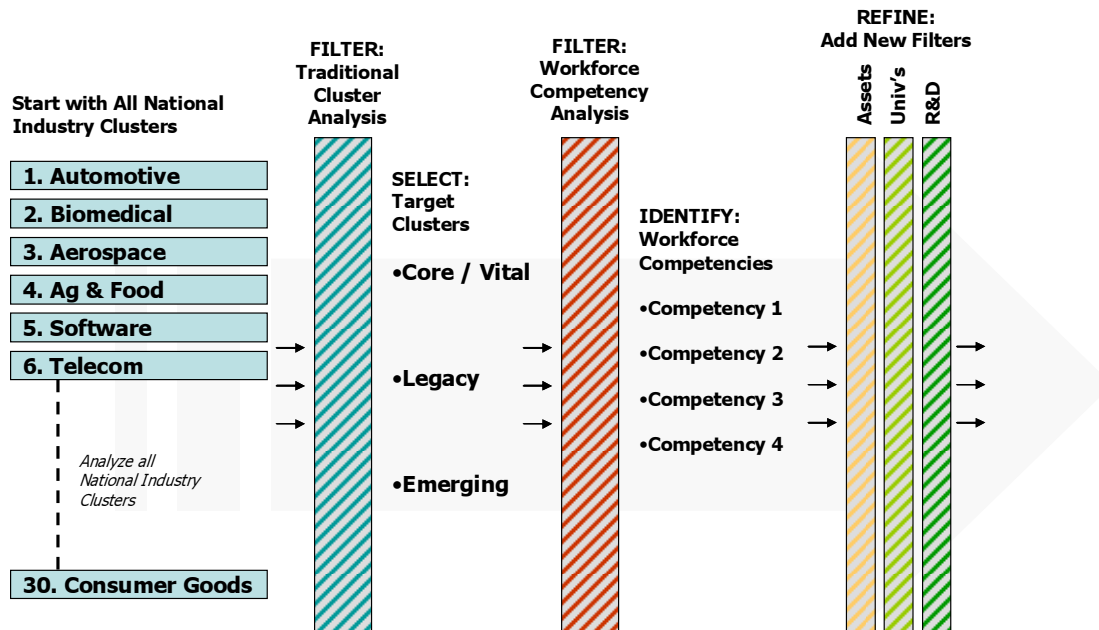 Start with All National
Industry Clusters
1. Automotive
2. Biomedical
3. Aerospace
4. Ag & Food
5. Software
6. Telecom
Analyze all
National Industry
Clusters
30. Consumer Goods
FILTER:
Traditional
Cluster
Analysis
SELECT:
Target
Clusters
•Core / Vital
•Legacy
•Emerging
FILTER:
Workforce
Competency
Analysis
IDENTIFY:
Workforce
Competencies
•Competency 1
•Competency 2
•Competency 3
•Competency 4
REFINE:
Add New Filters
Assets
Univ's
R&D